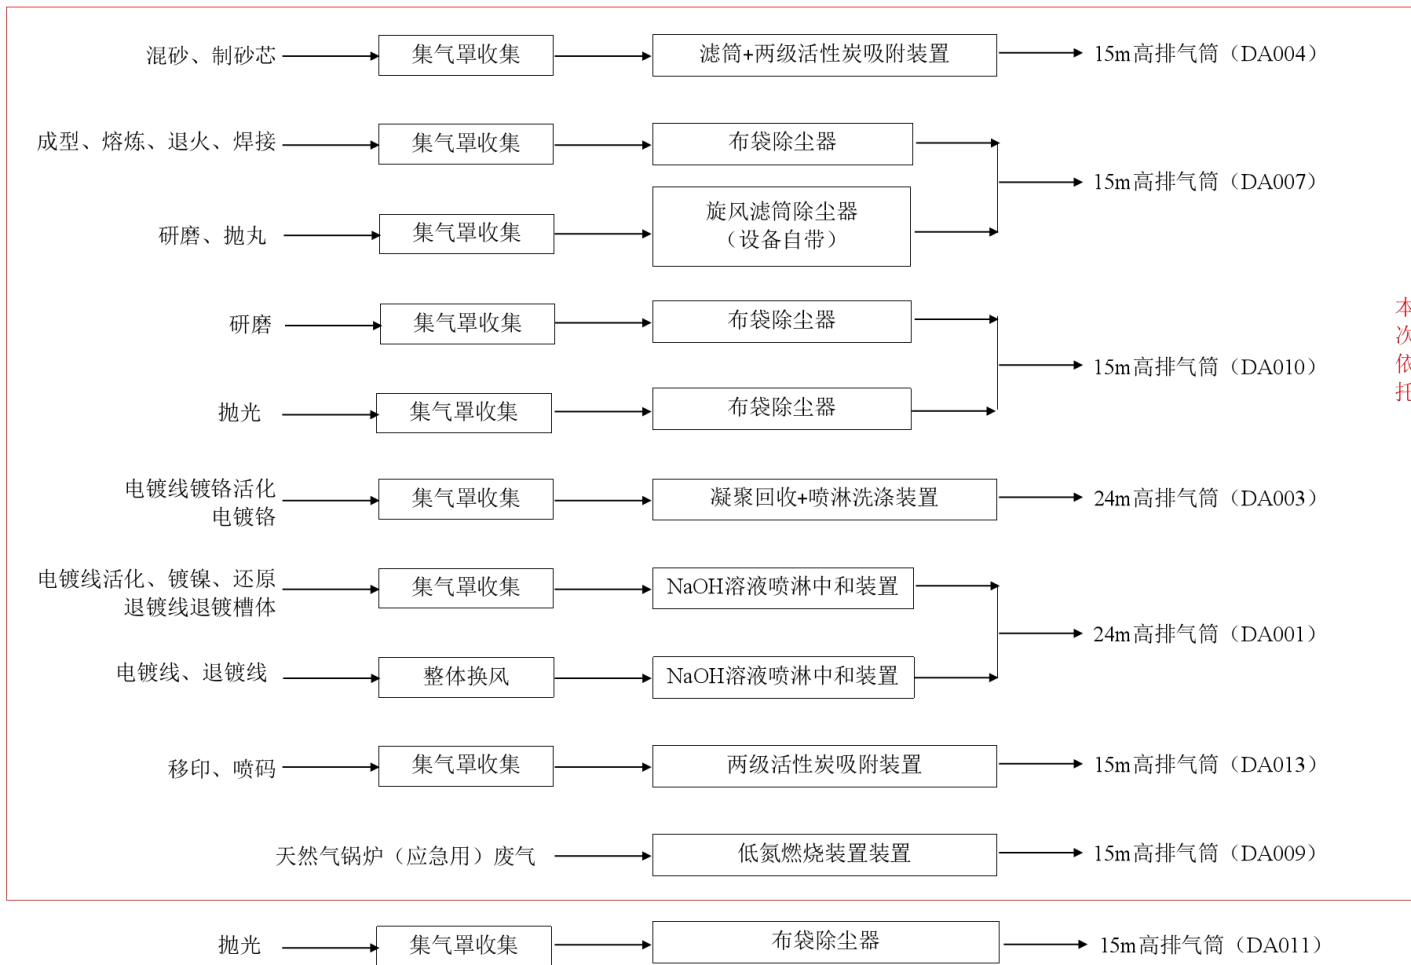 混砂、制砂芯
集气罩收集
滤筒+两级活性炭吸附装置
15m高排气筒（DA004）
成型、熔炼、退火、焊接
集气罩收集
布袋除尘器
15m高排气筒（DA007）
研磨、抛丸
集气罩收集
旋风滤筒除尘器
（设备自带）
研磨
集气罩收集
布袋除尘器
15m高排气筒（DA010）
抛光
集气罩收集
布袋除尘器
本
次
依
托
电镀线镀铬活化
电镀铬
集气罩收集
凝聚回收+喷淋洗涤装置
24m高排气筒（DA003）
电镀线活化、镀镍、还原
退镀线退镀槽体
集气罩收集
NaOH溶液喷淋中和装置
24m高排气筒（DA001）
电镀线、退镀线
整体换风
NaOH溶液喷淋中和装置
移印、喷码
集气罩收集
两级活性炭吸附装置
15m高排气筒（DA013）
天然气锅炉（应急用）废气
低氮燃烧装置装置
15m高排气筒（DA009）
抛光
集气罩收集
布袋除尘器
15m高排气筒（DA011）